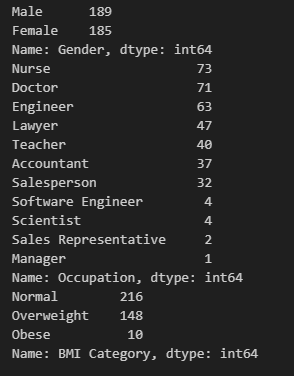 Male      189
Female    185
Name: Gender, dtype: int64
Nurse                   73
Doctor                  71
Engineer                63
Lawyer                  47
Teacher                 40
Accountant              37
Salesperson             32
Software Engineer        4
Scientist                4
Sales Representative     2
Manager                  1
Name: Occupation, dtype: int64
Normal        216
Overweight    148
Obese          10
Name: BMI Category, dtype: int64